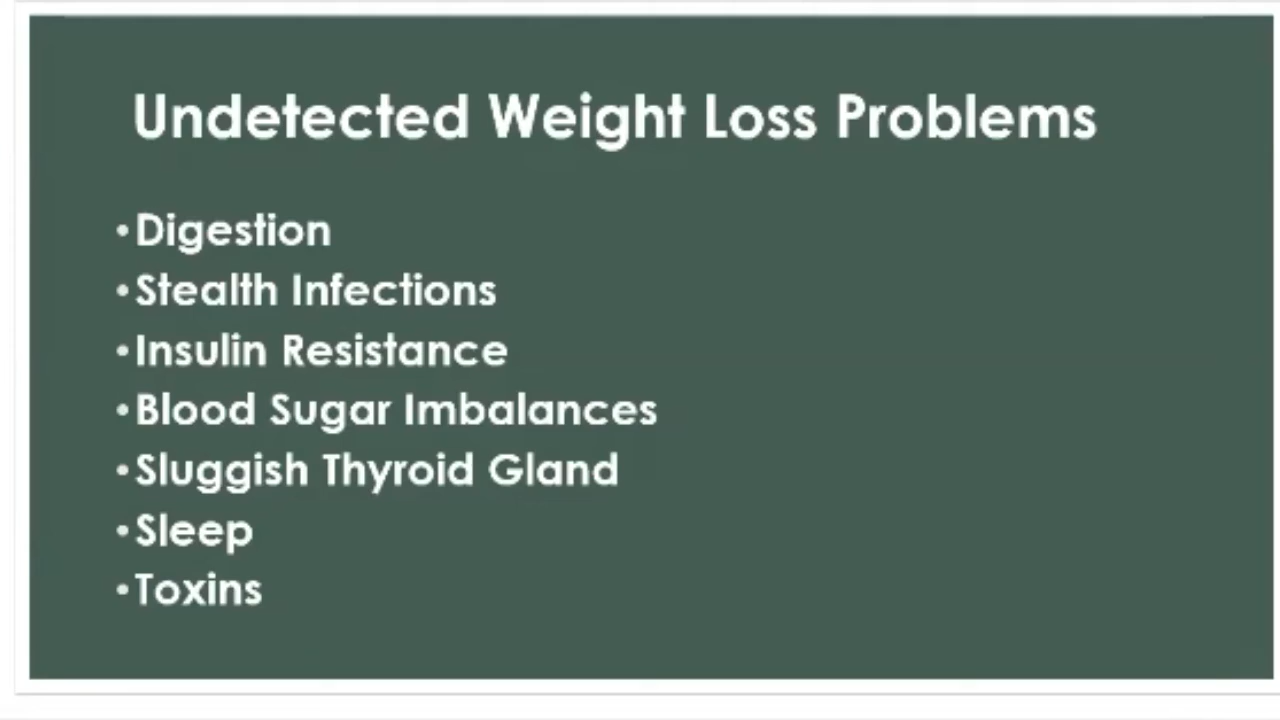 Undetected Weight Loss Problems
•Digestion
•Stealth Infections
•Insulin Resistance
•Blood Sugar Imbalances
•Sluggish Thyroid Gland
•Sleep
•Toxins